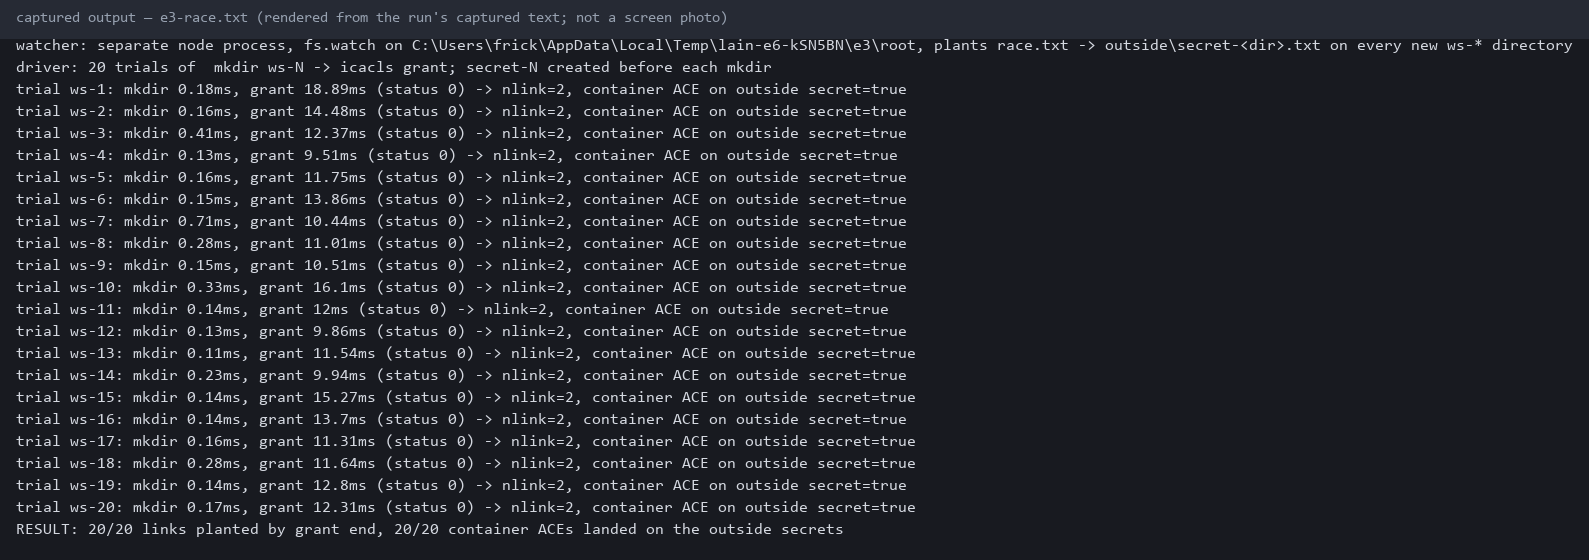 captured output — e3-race.txt (rendered from the run's captured text; not a screen photo)
watcher: separate node process, fs.watch on C:\Users\frick\AppData\Local\Temp\lain-e6-kSN5BN\e3\root, plants race.txt -> outside\secret-<dir>.txt on every new ws-* directory
driver: 20 trials of  mkdir ws-N -> icacls grant; secret-N created before each mkdir
trial ws-1: mkdir 0.18ms, grant 18.89ms (status 0) -> nlink=2, container ACE on outside secret=true
trial ws-2: mkdir 0.16ms, grant 14.48ms (status 0) -> nlink=2, container ACE on outside secret=true
trial ws-3: mkdir 0.41ms, grant 12.37ms (status 0) -> nlink=2, container ACE on outside secret=true
trial ws-4: mkdir 0.13ms, grant 9.51ms (status 0) -> nlink=2, container ACE on outside secret=true
trial ws-5: mkdir 0.16ms, grant 11.75ms (status 0) -> nlink=2, container ACE on outside secret=true
trial ws-6: mkdir 0.15ms, grant 13.86ms (status 0) -> nlink=2, container ACE on outside secret=true
trial ws-7: mkdir 0.71ms, grant 10.44ms (status 0) -> nlink=2, container ACE on outside secret=true
trial ws-8: mkdir 0.28ms, grant 11.01ms (status 0) -> nlink=2, container ACE on outside secret=true
trial ws-9: mkdir 0.15ms, grant 10.51ms (status 0) -> nlink=2, container ACE on outside secret=true
trial ws-10: mkdir 0.33ms, grant 16.1ms (status 0) -> nlink=2, container ACE on outside secret=true
trial ws-11: mkdir 0.14ms, grant 12ms (status 0) -> nlink=2, container ACE on outside secret=true
trial ws-12: mkdir 0.13ms, grant 9.86ms (status 0) -> nlink=2, container ACE on outside secret=true
trial ws-13: mkdir 0.11ms, grant 11.54ms (status 0) -> nlink=2, container ACE on outside secret=true
trial ws-14: mkdir 0.23ms, grant 9.94ms (status 0) -> nlink=2, container ACE on outside secret=true
trial ws-15: mkdir 0.14ms, grant 15.27ms (status 0) -> nlink=2, container ACE on outside secret=true
trial ws-16: mkdir 0.14ms, grant 13.7ms (status 0) -> nlink=2, container ACE on outside secret=true
trial ws-17: mkdir 0.16ms, grant 11.31ms (status 0) -> nlink=2, container ACE on outside secret=true
trial ws-18: mkdir 0.28ms, grant 11.64ms (status 0) -> nlink=2, container ACE on outside secret=true
trial ws-19: mkdir 0.14ms, grant 12.8ms (status 0) -> nlink=2, container ACE on outside secret=true
trial ws-20: mkdir 0.17ms, grant 12.31ms (status 0) -> nlink=2, container ACE on outside secret=true
RESULT: 20/20 links planted by grant end, 20/20 container ACEs landed on the outside secrets